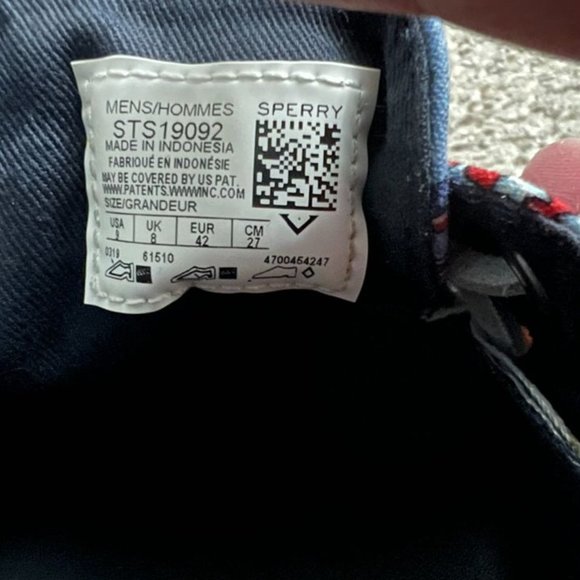 MENS/HOMMES SPERRY
STS19092
MADE IN INDONESIA
FABRIQUÉ EN INDONÉSIE
MAY BE COVERED BY US PAT.
WWW.PATENTS.WWWINC.COM
SIZE/GRANDEUR
USA UK EUR CM
9 8 42 27
0319 61510 4700454247